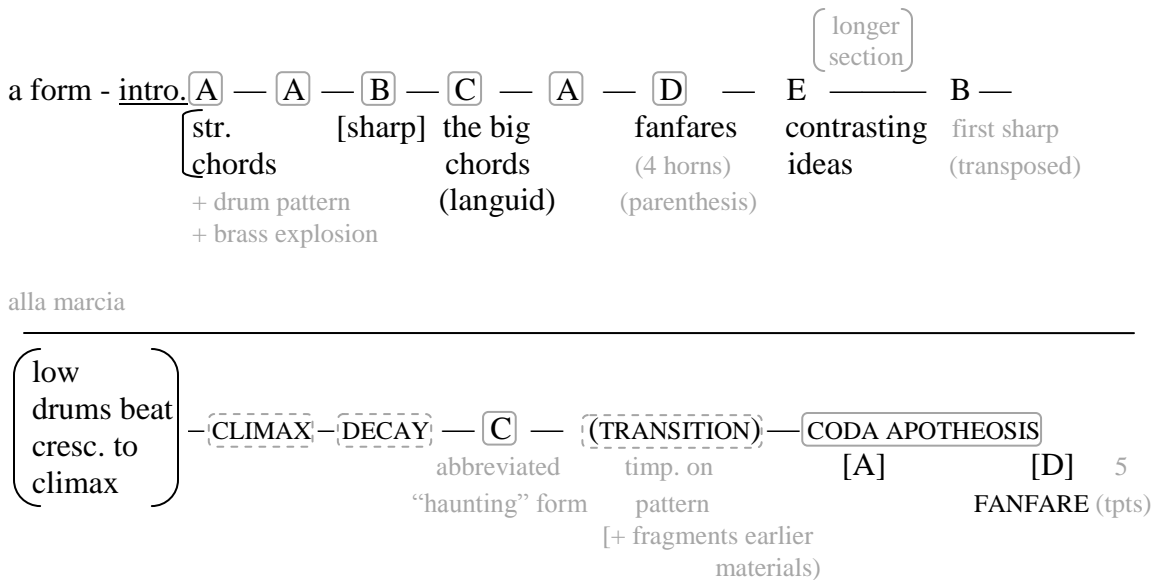 longer
section
a form - intro. A — A — B — C — A — D — E — B —
str. [sharp] the big fanfares contrasting first sharp
chords chords (4 horns) ideas (transposed)
+ drum pattern (languid) (parenthesis)
+ brass explosion
alla marcia
low
drums beat
cresc. to
climax
– CLIMAX – DECAY — C — (TRANSITION) — CODA APOTHEOSIS
abbreviated timp. on [A] [D] 5
“haunting” form pattern FANFARE (tpts)
[+ fragments earlier
materials)